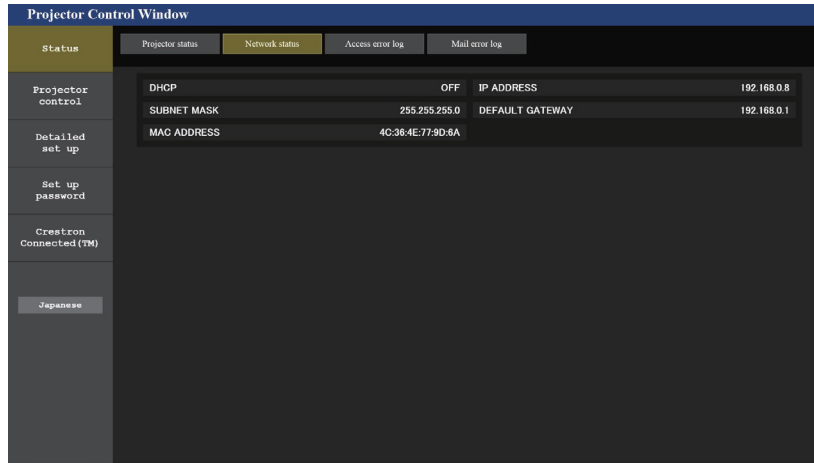 Projector Control Window
Status
Projector status
Network status
Access error log
Mail error log
Projector
control
Detailed
set up
Set up
password
Crestron
Connected(TM)
Japanese
DHCP OFF IP ADDRESS 192.168.0.8
SUBNET MASK 255.255.255.0 DEFAULT GATEWAY 192.168.0.1
MAC ADDRESS 4C:36:4E:77:9D:6A